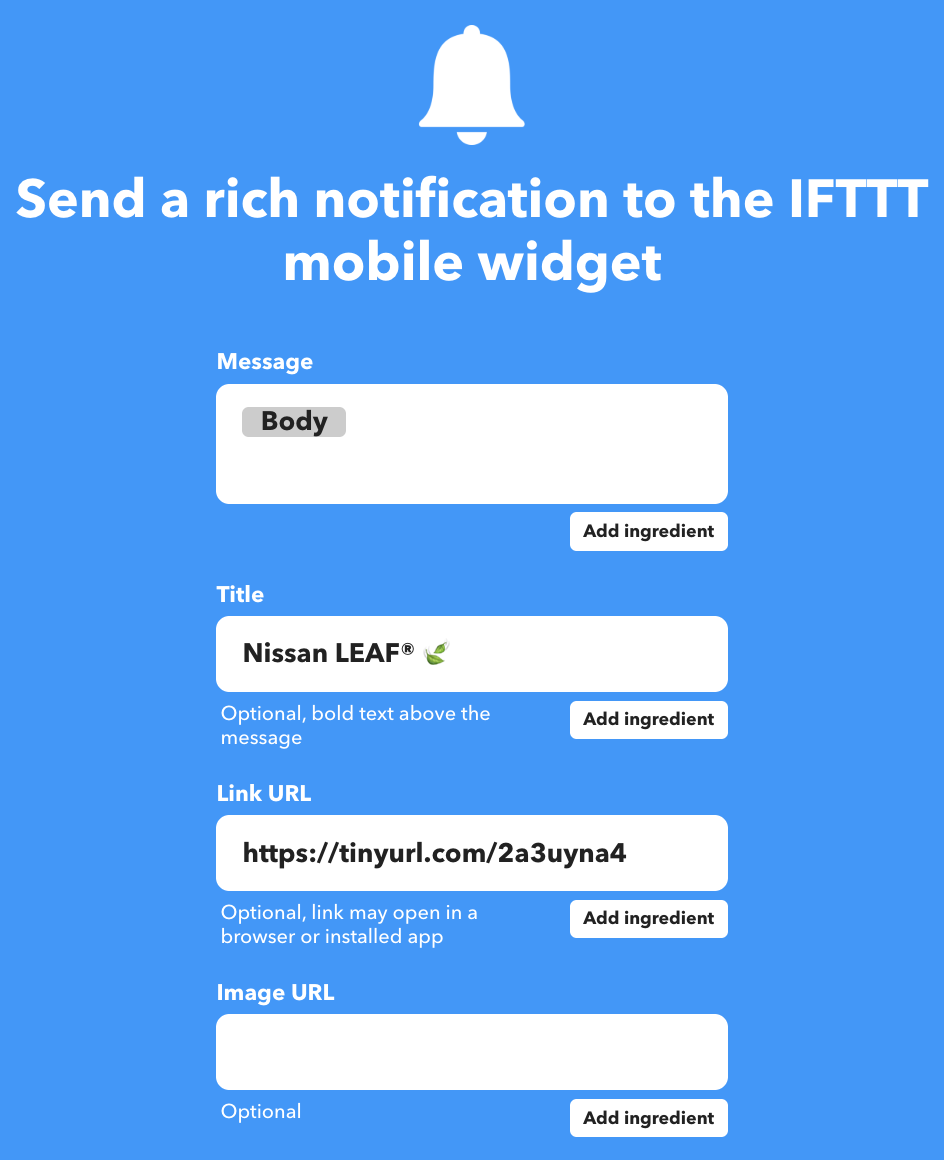 Send a rich notification to the IFTTT
mobile widget
Message
Body
Add ingredient
Title
Nissan LEAF® 🌿
Optional, bold text above the
message
Add ingredient
Link URL
https://tinyurl.com/2a3uyna4
Optional, link may open in a
browser or installed app
Add ingredient
Image URL
Optional
Add ingredient